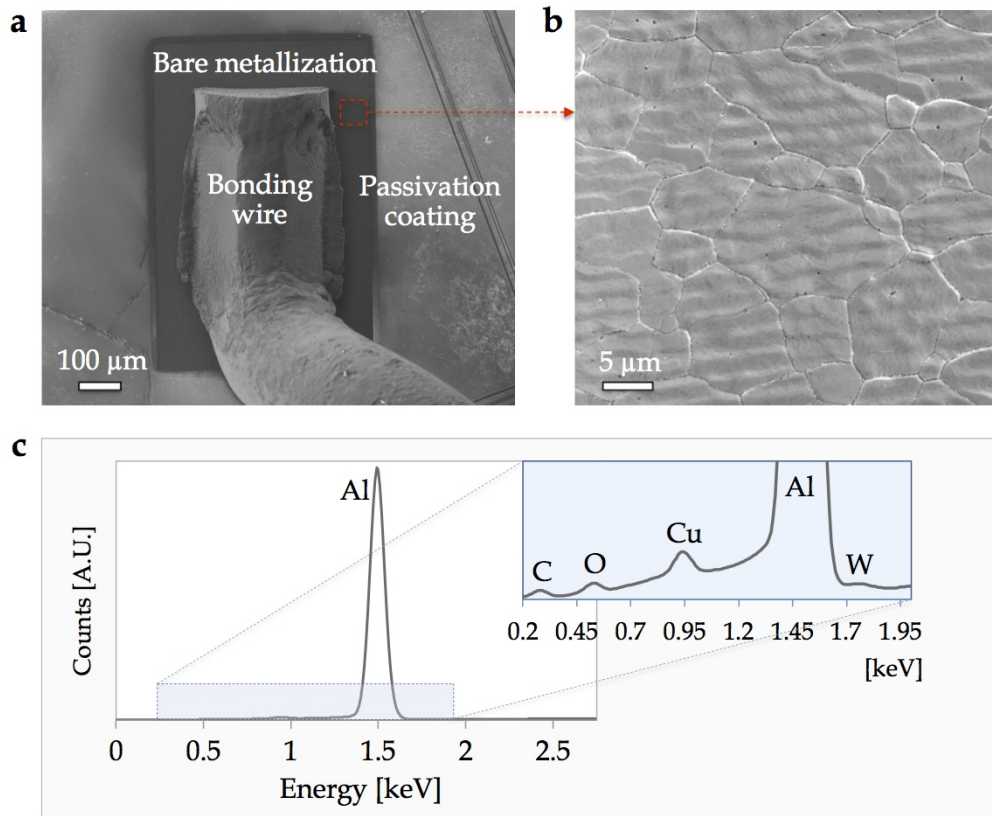 a
Bare metallization
Bonding
wire
Passivation
coating
100 µm
b
5 µm
c
Counts [A.U.]
Al
0
0.5
1
1.5
2
2.5
Energy [keV]
C
O
Cu
Al
W
0.2
0.45
0.7
0.95
1.2
1.45
1.7
1.95
[keV]